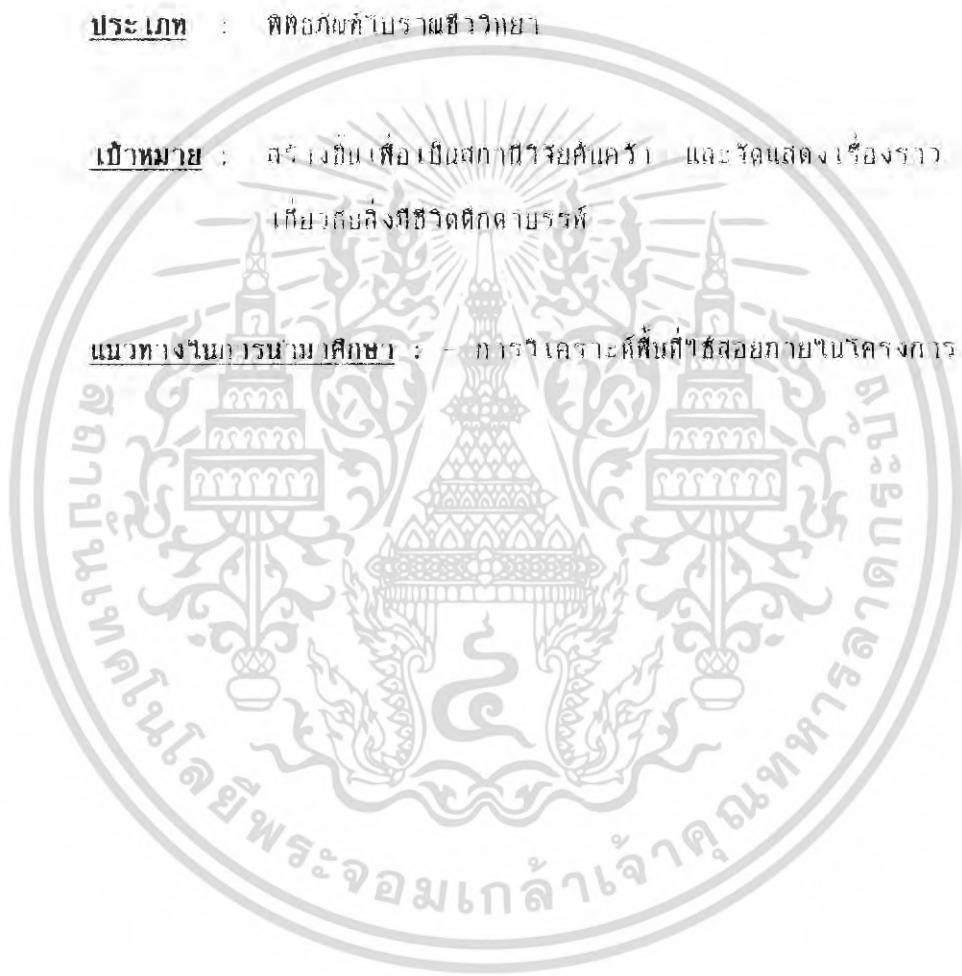 ประเภท : พิพิธภัณฑ์โบราณชีววิทยา
เป้าหมาย : สร้างขึ้นเพื่อเป็นสถานีวิจัยค้นคว้า และจัดแสดงเรื่องราว
เกี่ยวกับสิ่งมีชีวิตดึกดำบรรพ์
แนวทางในการนำมาศึกษา : - การวิเคราะห์พื้นที่ใช้สอยภายในโครงการ
สถาบันเทคโนโลยีพระจอมเกล้าเจ้าคุณทหารลาดกระบัง